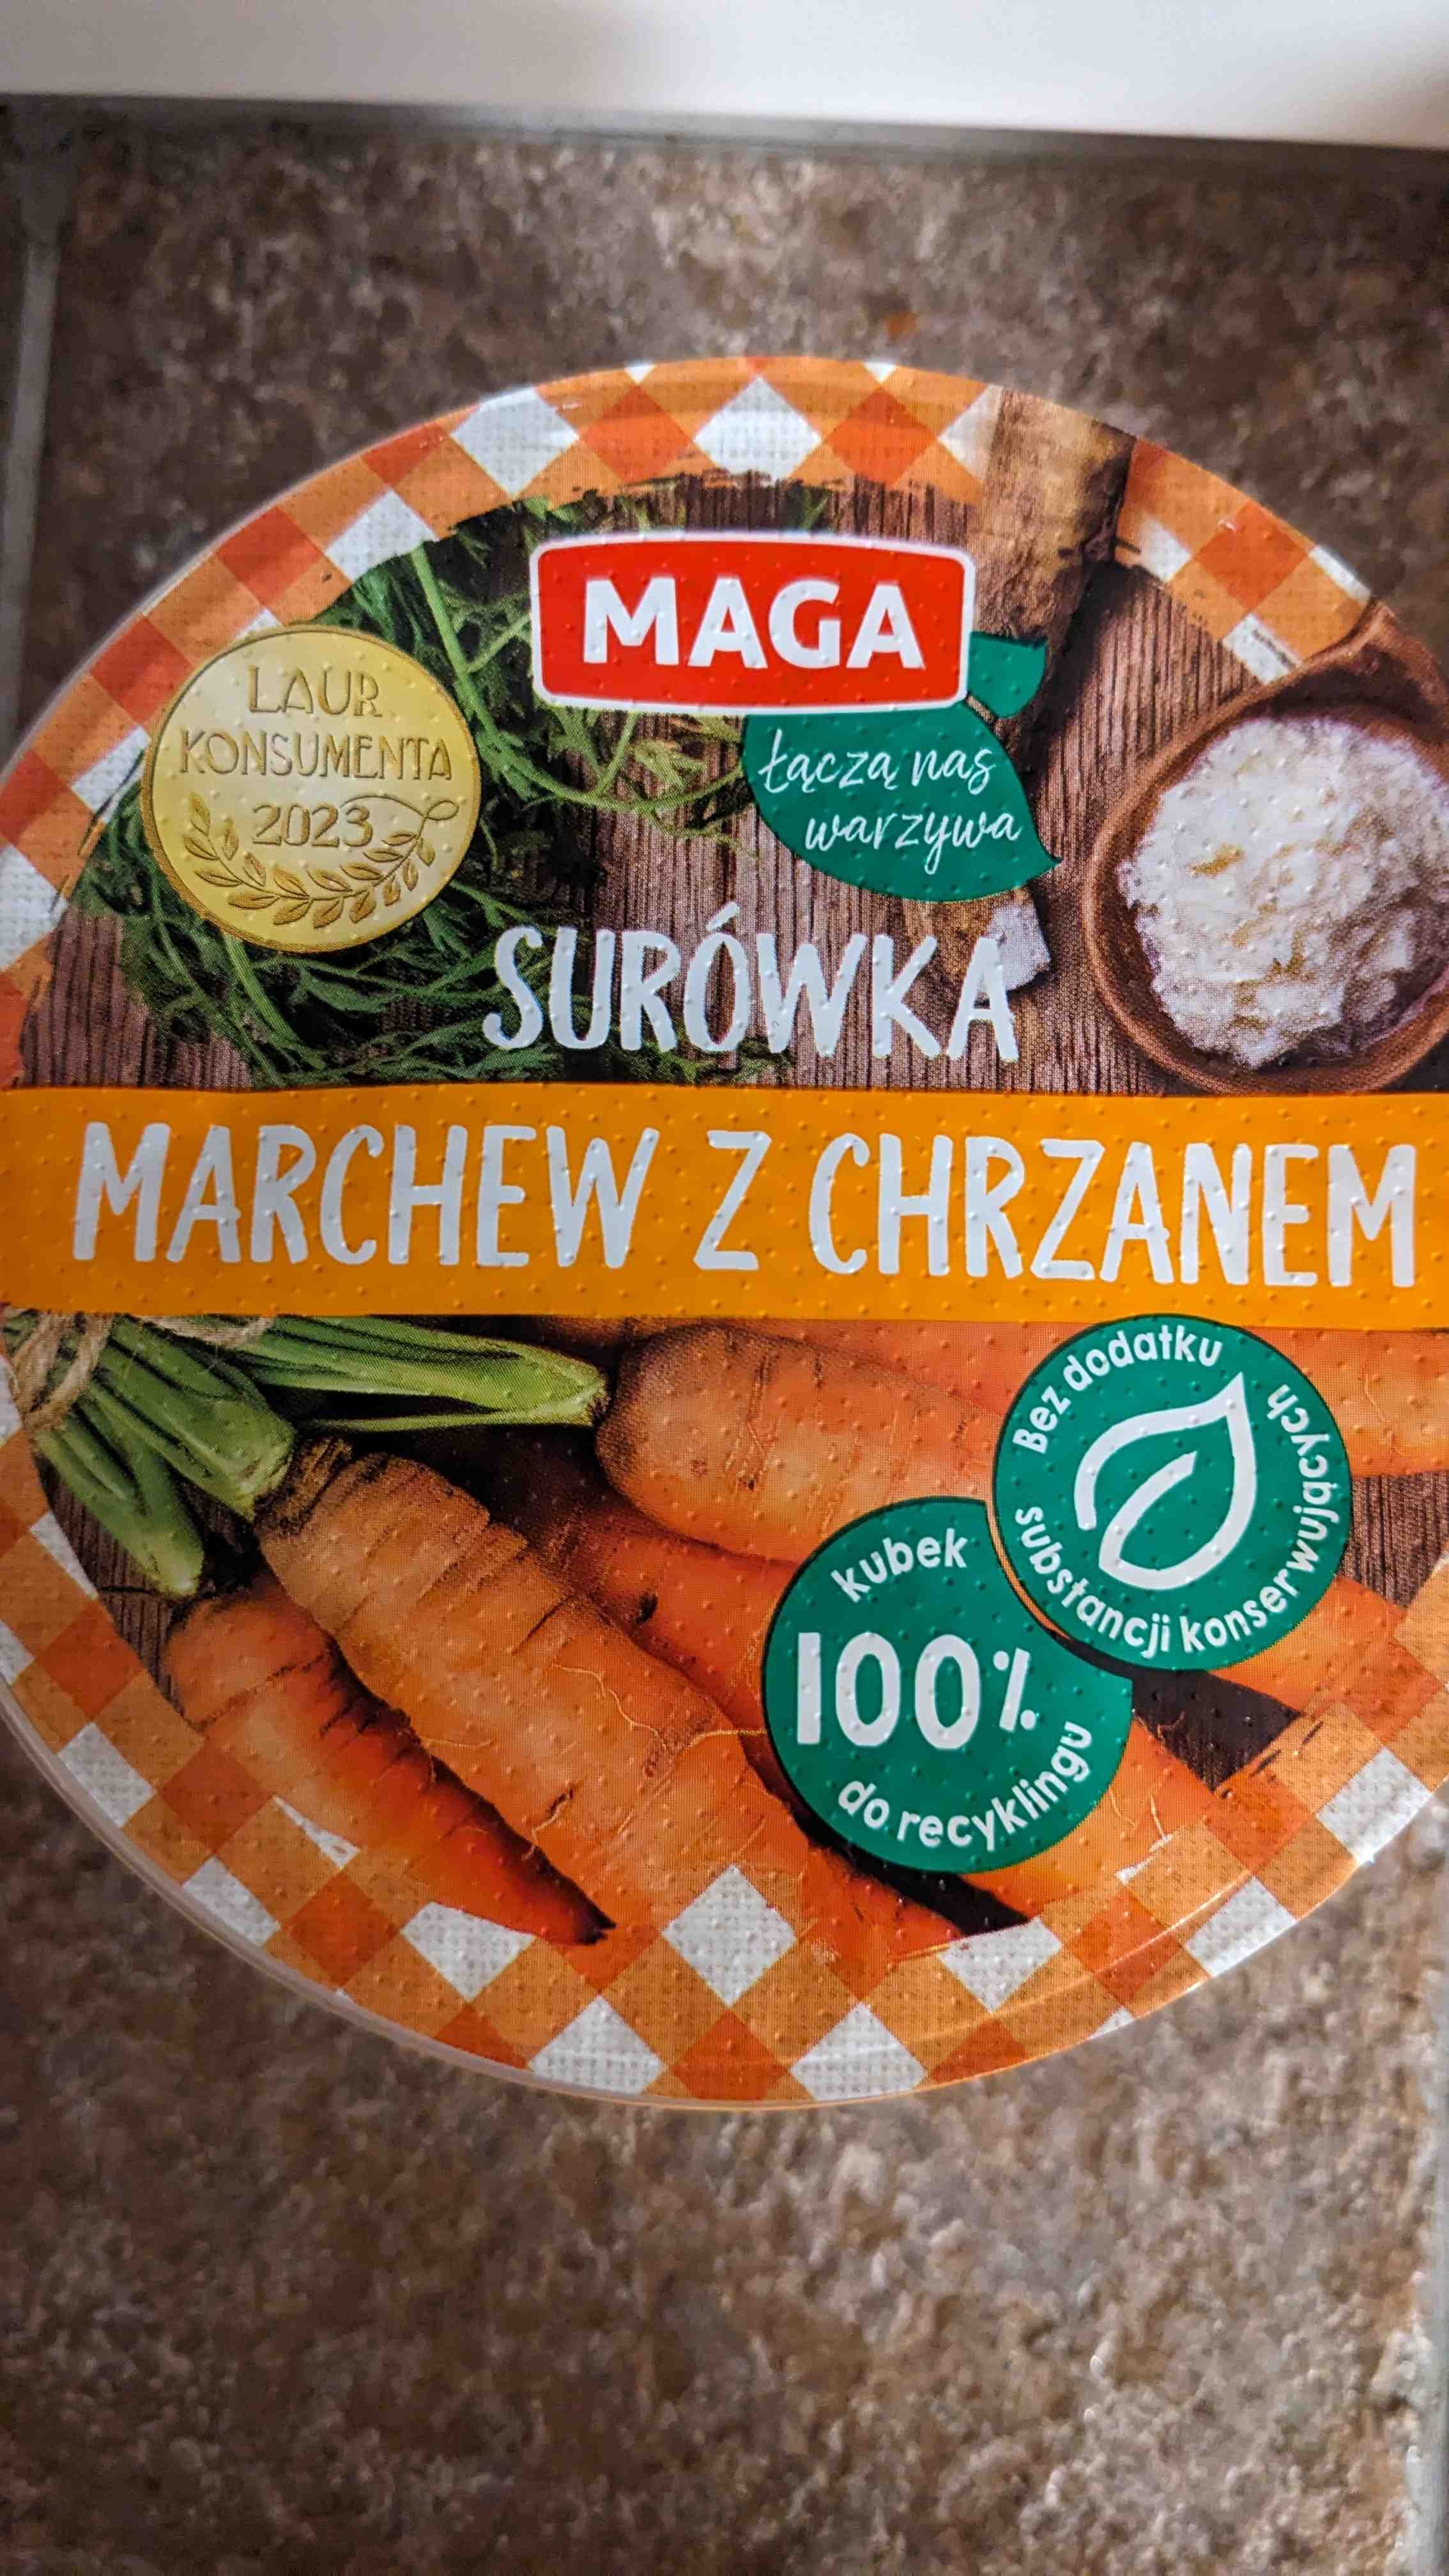 MAGA
Łączą nas
warzywa
LAUR
KONSUMENTA
2023
SURÓWKA
MARCHEW Z CHRZANEM
Bez dodatku
substancji konserwujących
kubek
100%
do recyklingu